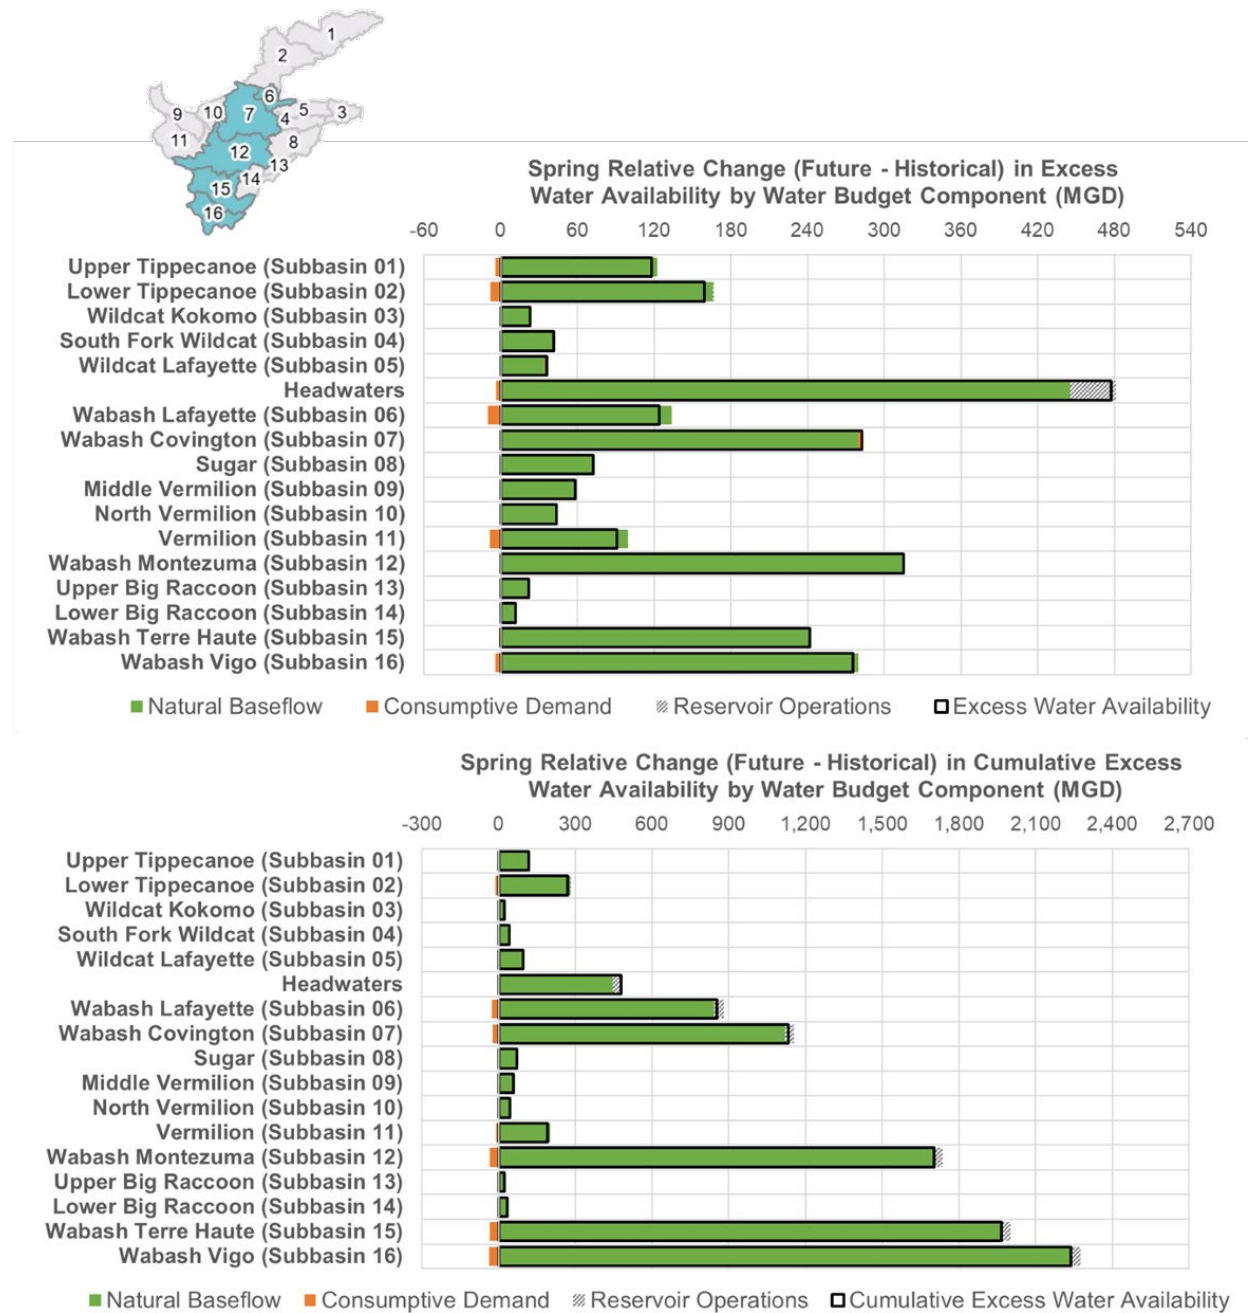 1
2
6
9
10
7
4
5
3
11
8
12
13
14
15
16
Spring Relative Change (Future - Historical) in Excess
Water Availability by Water Budget Component (MGD)
-60 0 60 120 180 240 300 360 420 480 540
Upper Tippecanoe (Subbasin 01)
Lower Tippecanoe (Subbasin 02)
Wildcat Kokomo (Subbasin 03)
South Fork Wildcat (Subbasin 04)
Wildcat Lafayette (Subbasin 05)
Headwaters
Wabash Lafayette (Subbasin 06)
Wabash Covington (Subbasin 07)
Sugar (Subbasin 08)
Middle Vermilion (Subbasin 09)
North Vermilion (Subbasin 10)
Vermilion (Subbasin 11)
Wabash Montezuma (Subbasin 12)
Upper Big Raccoon (Subbasin 13)
Lower Big Raccoon (Subbasin 14)
Wabash Terre Haute (Subbasin 15)
Wabash Vigo (Subbasin 16)
Natural Baseflow Consumptive Demand Reservoir Operations Excess Water Availability
Spring Relative Change (Future - Historical) in Cumulative Excess
Water Availability by Water Budget Component (MGD)
-300 0 300 600 900 1,200 1,500 1,800 2,100 2,400 2,700
Upper Tippecanoe (Subbasin 01)
Lower Tippecanoe (Subbasin 02)
Wildcat Kokomo (Subbasin 03)
South Fork Wildcat (Subbasin 04)
Wildcat Lafayette (Subbasin 05)
Headwaters
Wabash Lafayette (Subbasin 06)
Wabash Covington (Subbasin 07)
Sugar (Subbasin 08)
Middle Vermilion (Subbasin 09)
North Vermilion (Subbasin 10)
Vermilion (Subbasin 11)
Wabash Montezuma (Subbasin 12)
Upper Big Raccoon (Subbasin 13)
Lower Big Raccoon (Subbasin 14)
Wabash Terre Haute (Subbasin 15)
Wabash Vigo (Subbasin 16)
Natural Baseflow Consumptive Demand Reservoir Operations Cumulative Excess Water Availability